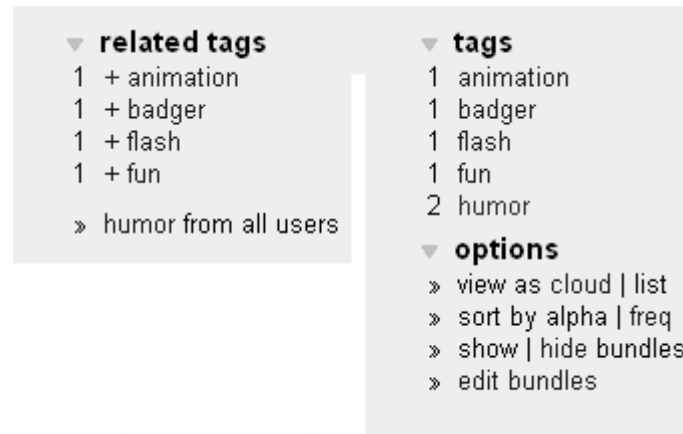 related tags
1 + animation
1 + badger
1 + flash
1 + fun
» humor from all users
tags
1 animation
1 badger
1 flash
1 fun
2 humor
options
» view as cloud | list
» sort by alpha | freq
» show | hide bundles
» edit bundles